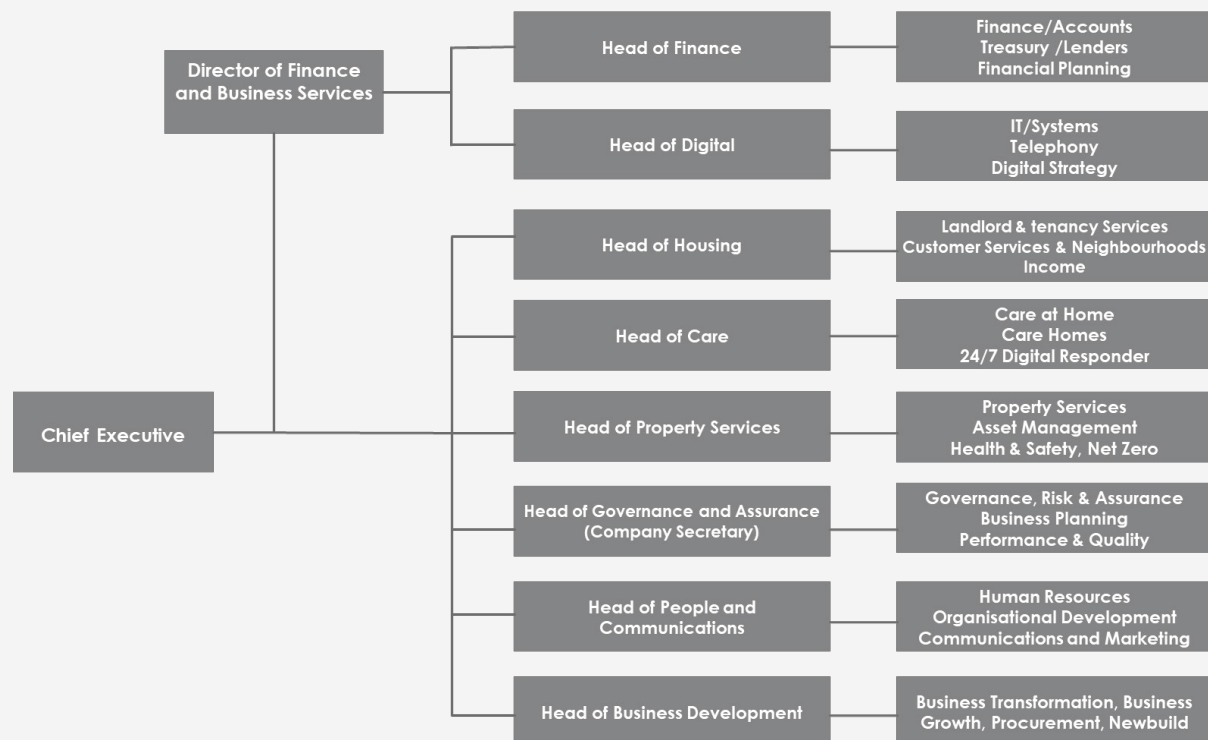 Director of Finance
and Business Services
Head of Finance
Finance/Accounts
Treasury /Lenders
Financial Planning
Head of Digital
IT/Systems
Telephony
Digital Strategy
Head of Housing
Landlord & tenancy Services
Customer Services & Neighbourhoods
Income
Head of Care
Care at Home
Care Homes
24/7 Digital Responder
Chief Executive
Head of Property Services
Property Services
Asset Management
Health & Safety, Net Zero
Head of Governance and Assurance
(Company Secretary)
Governance, Risk & Assurance
Business Planning
Performance & Quality
Head of People and
Communications
Human Resources
Organisational Development
Communications and Marketing
Head of Business Development
Business Transformation, Business
Growth, Procurement, Newbuild